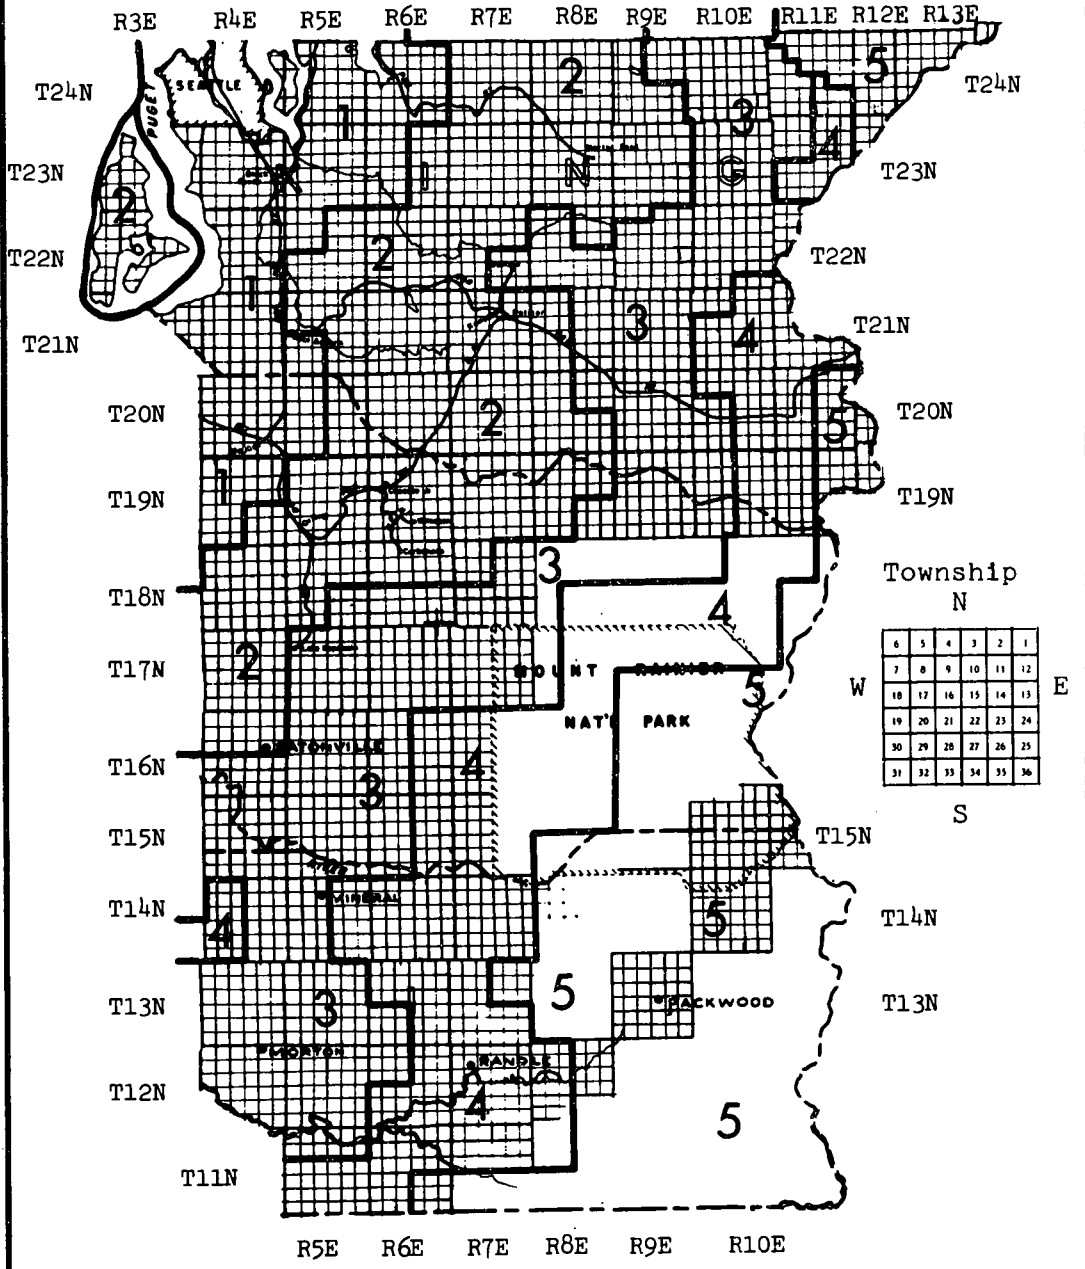 R3E R4E R5E R6E R7E R8E R9E R10E R11E R12E R13E
T24N SEATTLE 2 5 T24N
PUGET 1 3 4
T23N I N G T23N
2
T22N 2 T22N
1 3 4 T21N
T21N
T20N 2 5 T20N
1
T19N T19N
3
T18N 4 Township
N
2
T17N MOUNT RAINIER W E
5
NAT'L PARK
EATONVILLE
T16N 3 4
S
T15N T15N
MINERAL
T14N 4 5 T14N
5
T13N 3 PACKWOOD T13N
MORTON RANDLE
T12N 4 5
T11N
R5E R6E R7E R8E R9E R10E
6 5 4 3 2 1
7 8 9 10 11 12
18 17 16 15 14 13
19 20 21 22 23 24
30 29 28 27 26 25
31 32 33 34 35 36